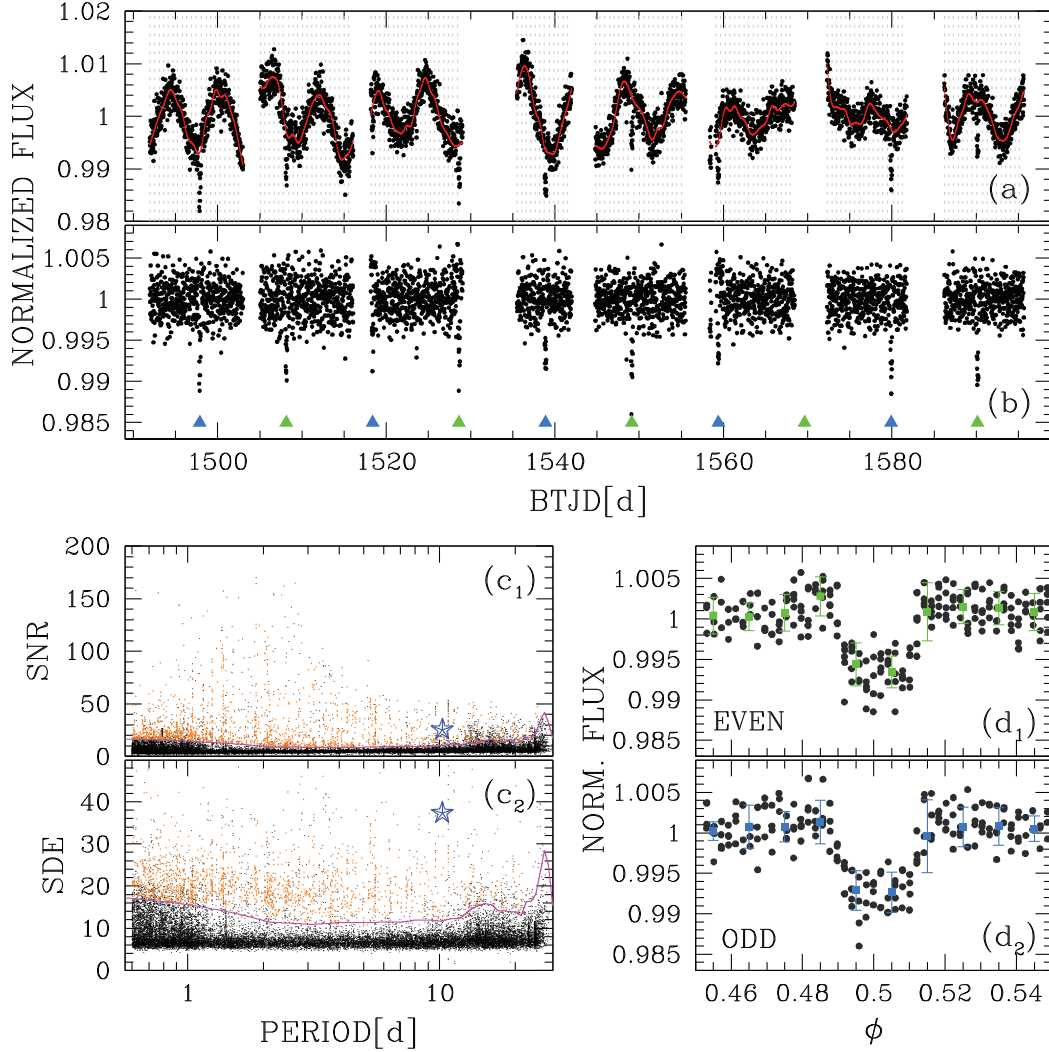 1.02
1.01
1
0.99
0.98
NORMALIZED FLUX
(a)
1.005
1
0.995
0.99
0.985
(b)
1500 1520 1540 1560 1580
BTJD[d]
200
150
100
50
0
SNR
(c1)
40
30
20
10
0
SDE
(c2)
1 10
PERIOD[d]
1.005
1
0.995
0.99
0.985
EVEN
(d1)
NORM. FLUX
1.005
1
0.995
0.99
0.985
ODD
(d2)
0.46 0.48 0.5 0.52 0.54
ϕ